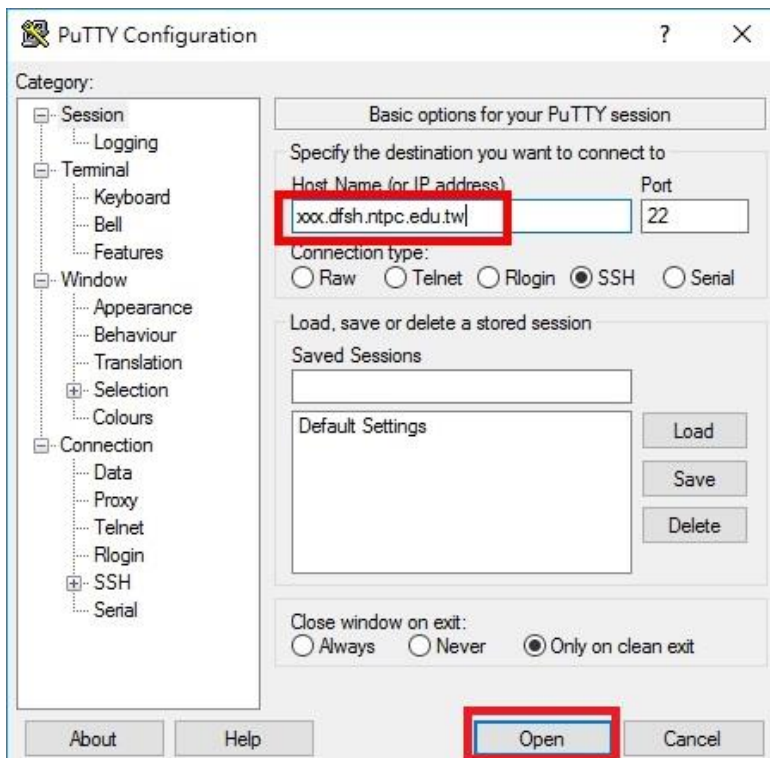 PuTTY Configuration
?
Category:
Session
Logging
Terminal
Keyboard
Bell
Features
Window
Appearance
Behaviour
Translation
Selection
Colours
Connection
Data
Proxy
Telnet
Rlogin
SSH
Serial
Basic options for your PuTTY session
Specify the destination you want to connect to
Host Name (or IP address) Port
xxx.dfsh.ntpc.edu.tw 22
Connection type:
Raw Telnet Rlogin SSH Serial
Load, save or delete a stored session
Saved Sessions
Default Settings
Load
Save
Delete
Close window on exit:
Always Never Only on clean exit
About Help Open Cancel